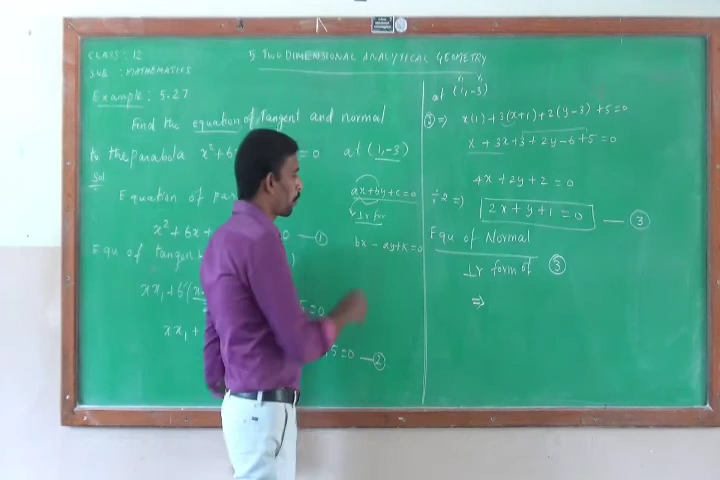 CLASS : 12
SUB : MATHEMATICS
5 TWO DIMENSIONAL ANALYTICAL GEOMETRY
Example : 5.27
Find the equation of Tangent and normal
to the parabola x² + 6 = 0 at (1, -3)
Sol
Equation of par
x² + 6x + 0 — ①
Equ of tangen
xx₁ + 6
5 = 0
xx₁ +
+5 = 0 — ②
ax + by + c = 0
⊥r for
bx - ay + k = 0
x₁ y₁
at (1, -3)
② ⇒ x(1) + 3(x+1) + 2(y-3) + 5 = 0
x + 3x + 3 + 2y - 6 + 5 = 0
4x + 2y + 2 = 0
÷ 2 ⇒ 2x + y + 1 = 0 — ③
Equ of Normal
⊥r form of ③
⇒